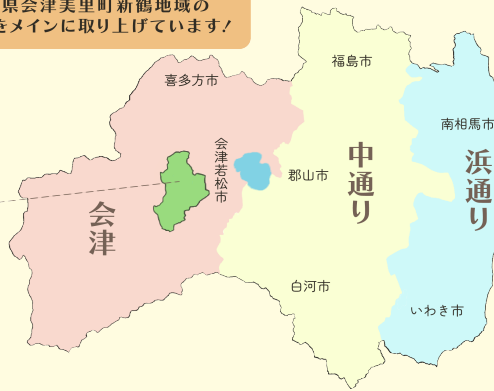 県会津美里町新鶴地域の
をメインに取り上げています!
喜多方市
福島市
南相馬市
会津若松市
郡山市
中通り
浜通り
会津
白河市
いわき市